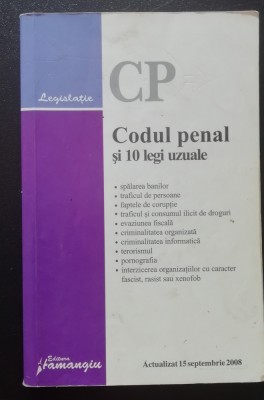 Legislație
CP
Codul penal
și 10 legi uzuale
• spălarea banilor
• traficul de persoane
• faptele de corupție
• traficul și consumul ilicit de droguri
• evaziunea fiscală
• criminalitatea organizată
• criminalitatea informatică
• terorismul
• pornografia
• interzicerea organizațiilor cu caracter
fascist, rasist sau xenofob
Editura
Hamangiu
Actualizat 15 septembrie 2008